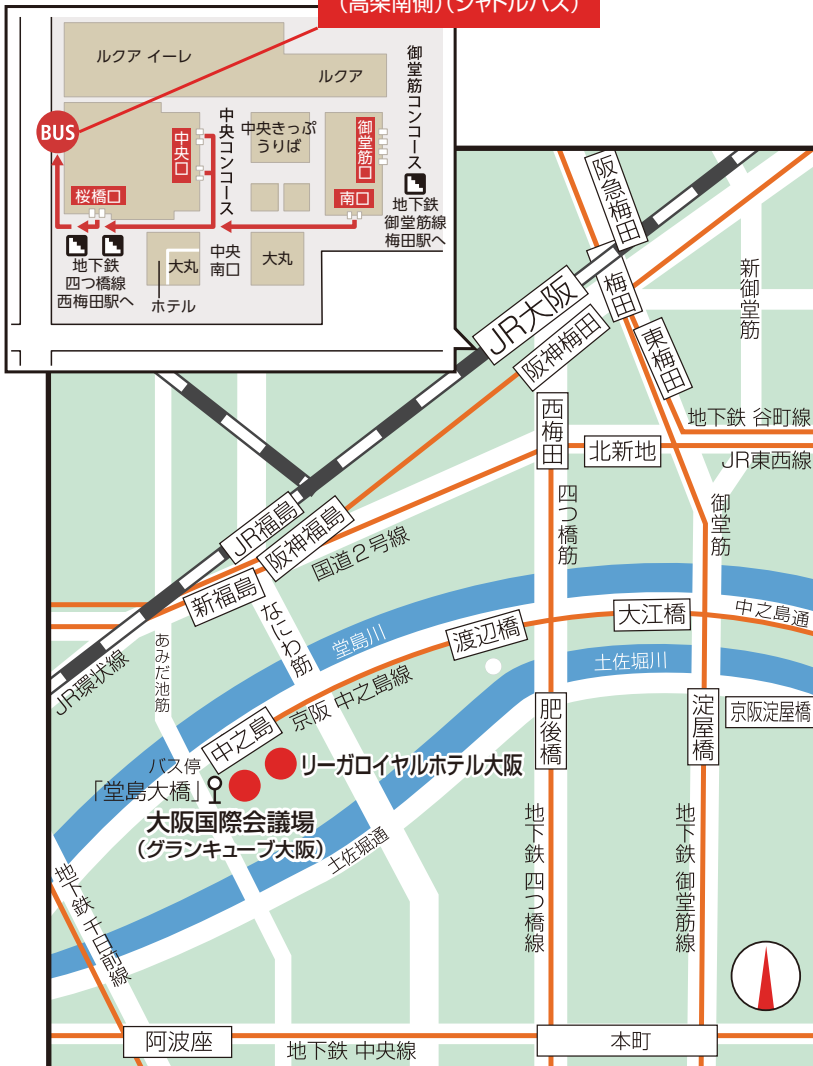 (高架南側)(シャトルバス)
ルクア イーレ
ルクア
御堂筋コンコース
BUS
中央口
中央コンコース
中央きっぷ
うりば
御堂筋口
桜橋口
南口
地下鉄
御堂筋線
梅田駅へ
地下鉄
四つ橋線
西梅田駅へ
大丸
中央
南口
大丸
ホテル
阪急梅田
梅田
新御堂筋
JR大阪
阪神梅田
東梅田
西梅田
地下鉄 谷町線
北新地
JR東西線
四つ橋筋
御堂筋
JR福島
阪神福島
国道2号線
新福島
なにわ筋
堂島川
渡辺橋
大江橋
中之島通
あみだ池筋
土佐堀川
JR環状線
京阪 中之島線
中之島
肥後橋
淀屋橋
京阪淀屋橋
バス停
「堂島大橋」
リーガロイヤルホテル大阪
大阪国際会議場
(グランキューブ大阪)
土佐堀通
地下鉄 四つ橋線
地下鉄 御堂筋線
地下鉄 千日前線
阿波座
地下鉄 中央線
本町